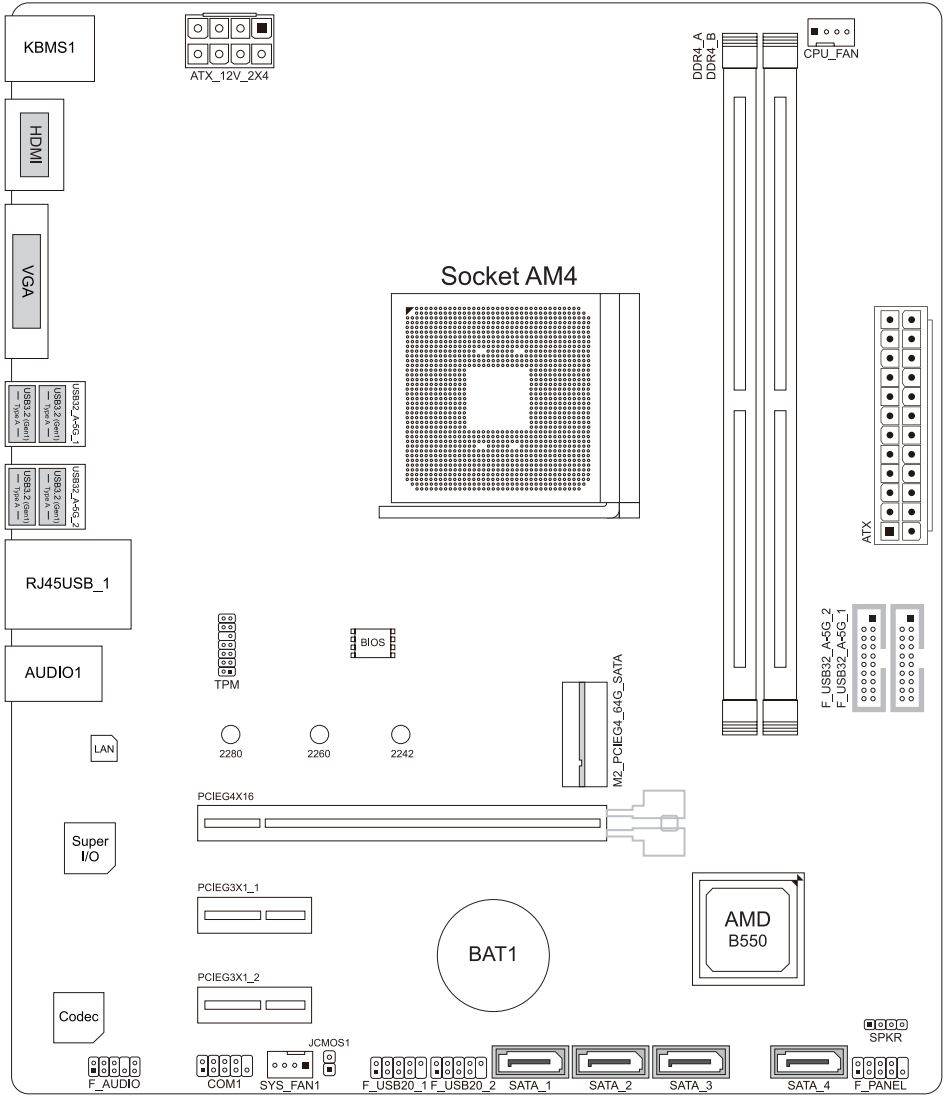 KBMS1
ATX_12V_2X4
DDR4_A
DDR4_B
CPU_FAN
HDMI
VGA
Socket AM4
USB3.2 (Gen1)
Type A
USB3.2 (Gen1)
Type A
USB32_A-5G_1
USB3.2 (Gen1)
Type A
USB3.2 (Gen1)
Type A
USB32_A-5G_2
ATX
RJ45USB_1
AUDIO1
TPM
BIOS
M2_PCIEG4_64G_SATA
F_USB32_A-5G_2
F_USB32_A-5G_1
LAN
2280
2260
2242
PCIEG4X16
Super
I/O
PCIEG3X1_1
BAT1
AMD
B550
PCIEG3X1_2
Codec
SPKR
JCMOS1
F_AUDIO
COM1
SYS_FAN1
F_USB20_1
F_USB20_2
SATA_1
SATA_2
SATA_3
SATA_4
F_PANEL